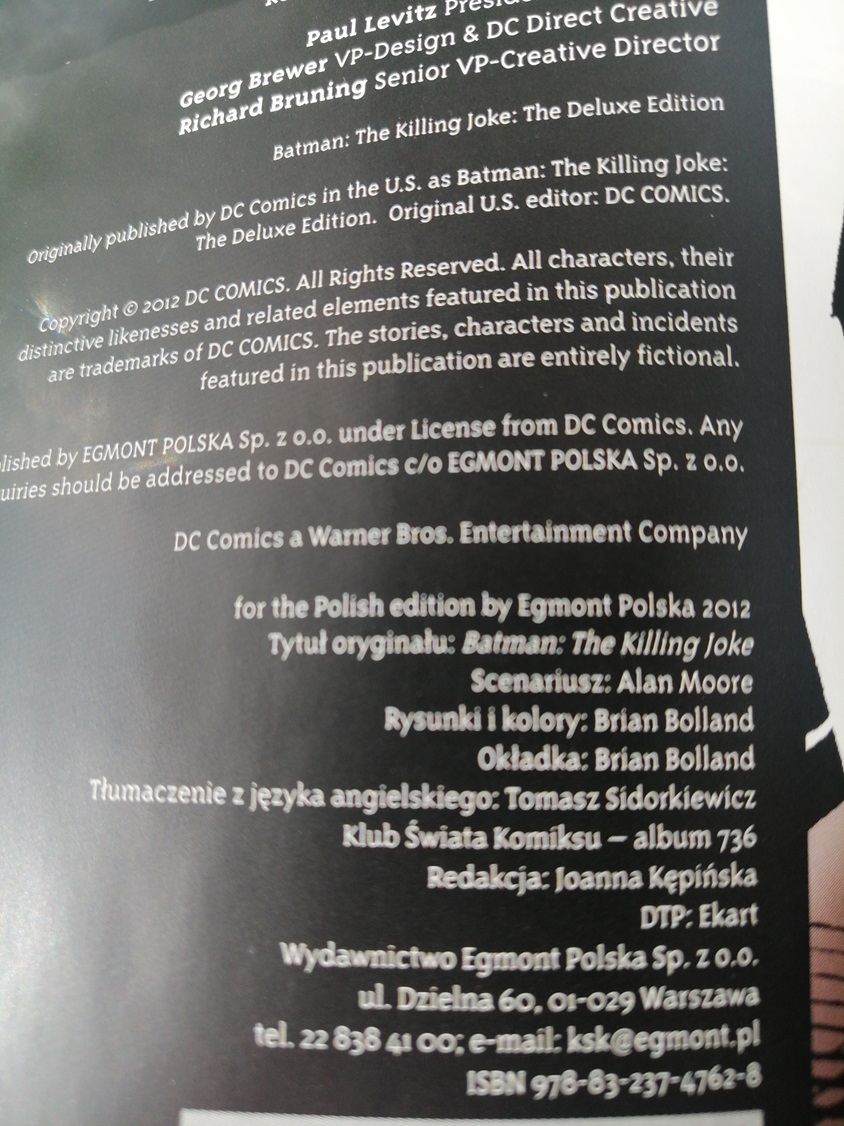 Paul Levitz
Georg Brewer VP-Design & DC Direct Creative
Richard Bruning Senior VP-Creative Director
Batman: The Killing Joke: The Deluxe Edition
Originally published by DC Comics in the U.S. as Batman: The Killing Joke:
The Deluxe Edition. Original U.S. editor: DC COMICS.
Copyright © 2012 DC COMICS. All Rights Reserved. All characters, their
distinctive likenesses and related elements featured in this publication
are trademarks of DC COMICS. The stories, characters and incidents
featured in this publication are entirely fictional.
lished by EGMONT POLSKA Sp. z o.o. under License from DC Comics. Any
uiries should be addressed to DC Comics c/o EGMONT POLSKA Sp. z o.o.
DC Comics a Warner Bros. Entertainment Company
for the Polish edition by Egmont Polska 2012
Tytuł oryginału: Batman: The Killing Joke
Scenariusz: Alan Moore
Rysunki i kolory: Brian Bolland
Okładka: Brian Bolland
Tłumaczenie z języka angielskiego: Tomasz Sidorkiewicz
Klub Świata Komiksu – album 736
Redakcja: Joanna Kępińska
DTP: Ekart
Wydawnictwo Egmont Polska Sp. z o.o.
ul. Dzielna 60, 01-029 Warszawa
tel. 22 838 41 00; e-mail: ksk@egmont.pl
ISBN 978-83-237-4762-8